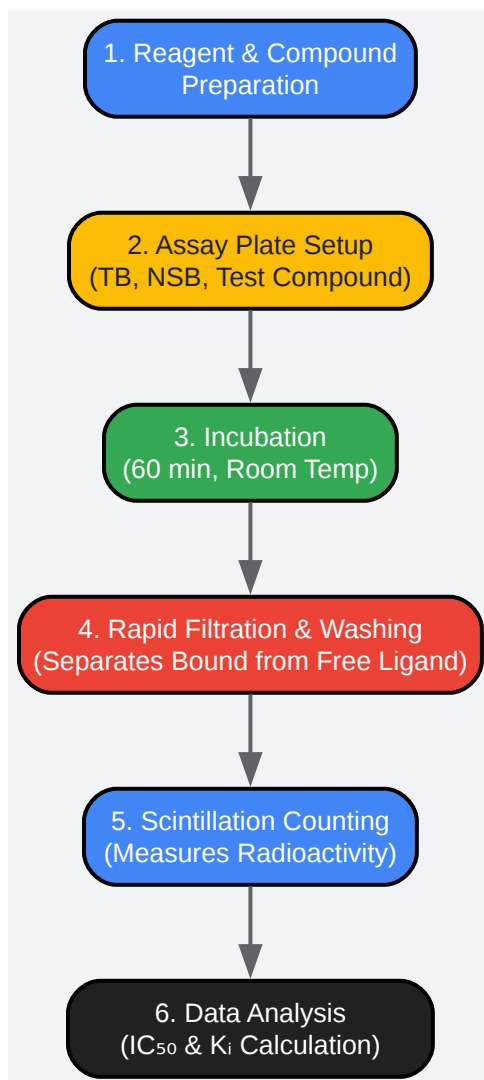 1. Reagent & Compound
Preparation
2. Assay Plate Setup
(TB, NSB, Test Compound)
3. Incubation
(60 min, Room Temp)
4. Rapid Filtration & Washing
(Separates Bound from Free Ligand)
5. Scintillation Counting
(Measures Radioactivity)
6. Data Analysis
(IC₅₀ & Kᵢ Calculation)